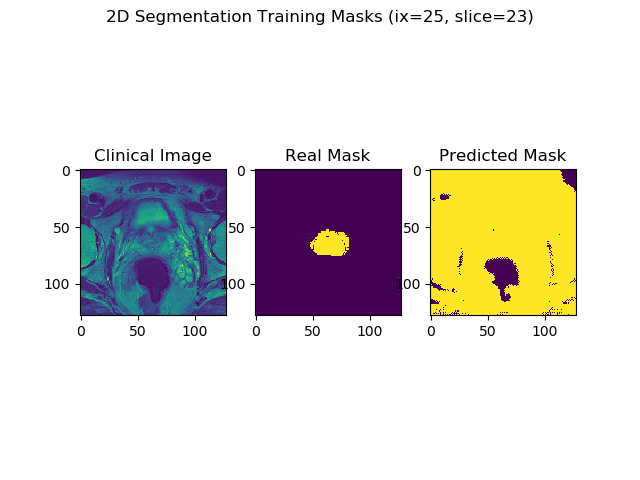 2D Segmentation Training Masks (ix=25, slice=23)
Clinical Image Real Mask Predicted Mask
0 0 0
50 50 50
100 100 100
0 50 100 0 50 100 0 50 100